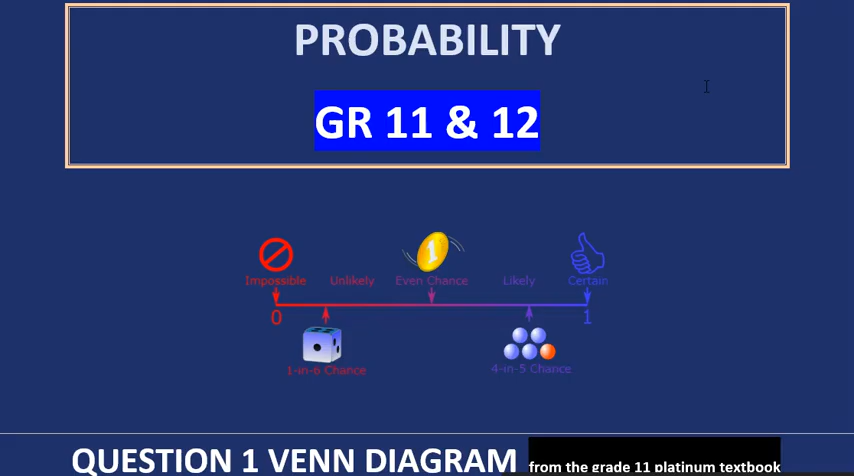 PROBABILITY
GR 11 & 12
1
Impossible Unlikely Even Chance Likely Certain
0 1
1-in-6 Chance 4-in-5 Chance
QUESTION 1 VENN DIAGRAM from the grade 11 platinum textbook